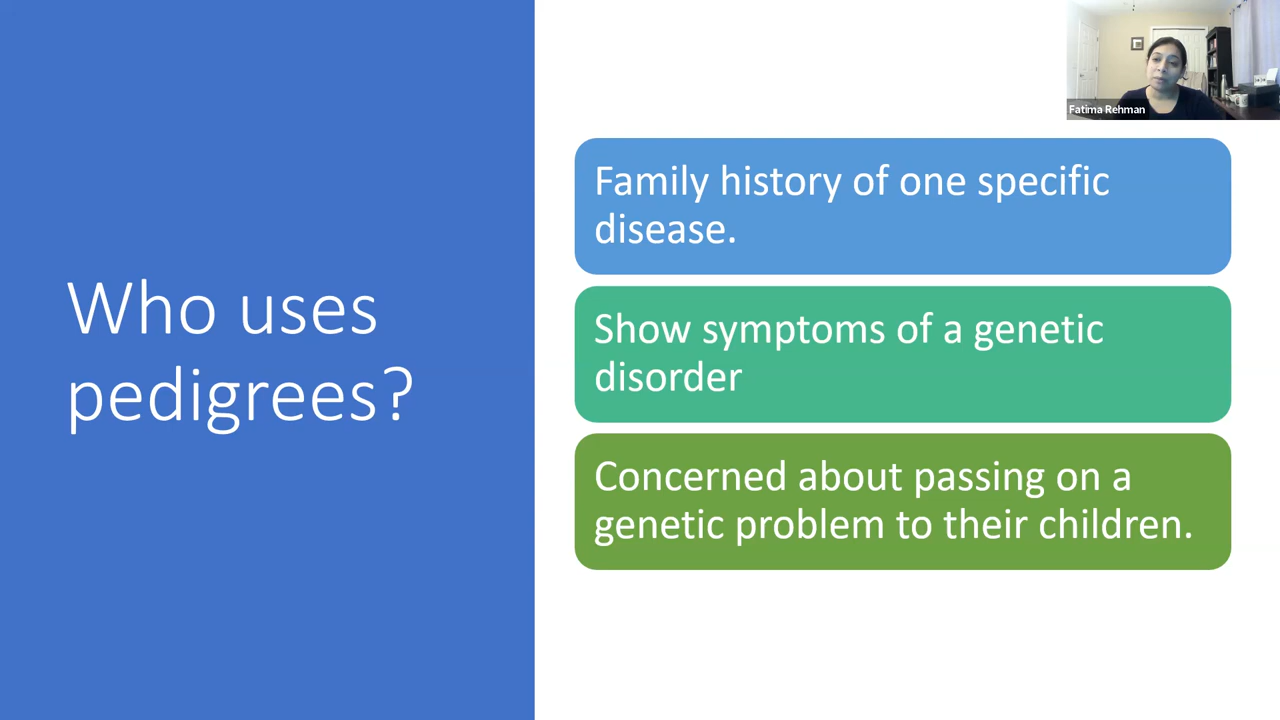 Who uses
pedigrees?
Fatima Rehman
Family history of one specific
disease.
Show symptoms of a genetic
disorder
Concerned about passing on a
genetic problem to their children.